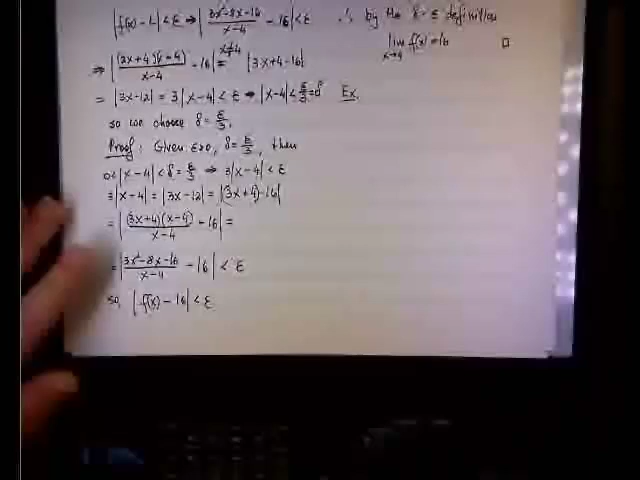 |f(x) - L| < ε ⇒ |(3x²-8x-16)/(x-4) - 16| < ε
⇒ |(3x+4)(x-4)/(x-4) - 16| = x≠4 |3x+4-16|
= |3x-12| = 3|x-4| < ε ⇒ |x-4| < ε/3 = δ
so we choose δ = ε/3.
Proof: Given ε>0, δ = ε/3, then
0<|x-4| < δ = ε/3 ⇒ 3|x-4| < ε
3|x-4| = |3x-12| = |(3x+4)-16|
= |(3x+4)(x-4)/(x-4) - 16| =
= |(3x²-8x-16)/(x-4) - 16| < ε
so, |f(x) - 16| < ε
∴ by the δ-ε definition
lim x→4 f(x) = 16 □
Ex.